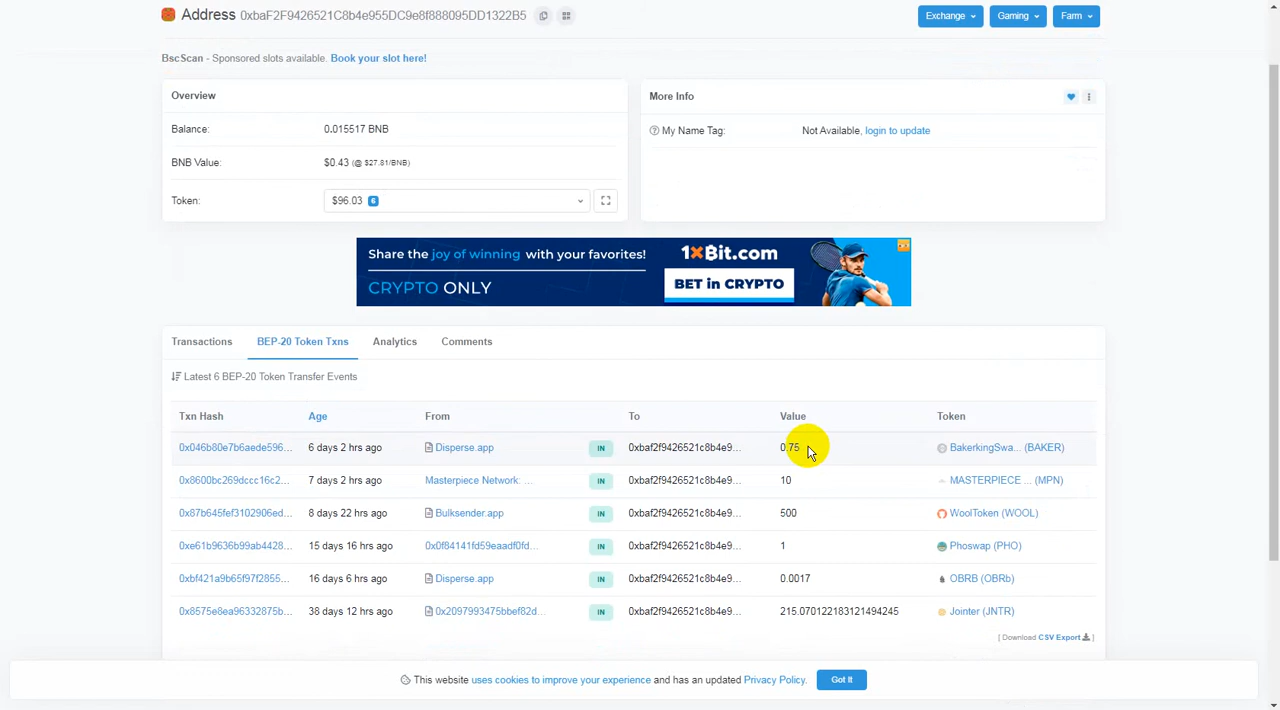 Address 0xbaF2F9426521C8b4e955DC9e8f888095DD1322B5
Exchange Gaming Farm
BscScan - Sponsored slots available. Book your slot here!
Overview
Balance: 0.015517 BNB
BNB Value: $0.43 (@ $27.81/BNB)
Token: $96.03 6
More Info
My Name Tag: Not Available, login to update
Share the joy of winning with your favorites!
CRYPTO ONLY
1xBit.com
BET in CRYPTO
Transactions BEP-20 Token Txns Analytics Comments
Latest 6 BEP-20 Token Transfer Events
Txn Hash Age From To Value Token
0x046b80e7b6aede596... 6 days 2 hrs ago Disperse.app IN 0xbaf2f9426521c8b4e9... 0.75 BakerkingSwa... (BAKER)
0x8600bc269dccc16c2... 7 days 2 hrs ago Masterpiece Network: ... IN 0xbaf2f9426521c8b4e9... 10 MASTERPIECE ... (MPN)
0x87b645fef3102906ed... 8 days 22 hrs ago Bulksender.app IN 0xbaf2f9426521c8b4e9... 500 WoolToken (WOOL)
0xe61b9636b99ab4428... 15 days 16 hrs ago 0x0f84141fd59eaadf0fd... IN 0xbaf2f9426521c8b4e9... 1 Phoswap (PHO)
0xbf421a9b65f97f2855... 16 days 6 hrs ago Disperse.app IN 0xbaf2f9426521c8b4e9... 0.0017 OBRB (OBRb)
0x8575e8ea96332875b... 38 days 12 hrs ago 0x2097993475bbef82d... IN 0xbaf2f9426521c8b4e9... 215.070122183121494245 Jointer (JNTR)
[ Download CSV Export ]
This website uses cookies to improve your experience and has an updated Privacy Policy. Got It